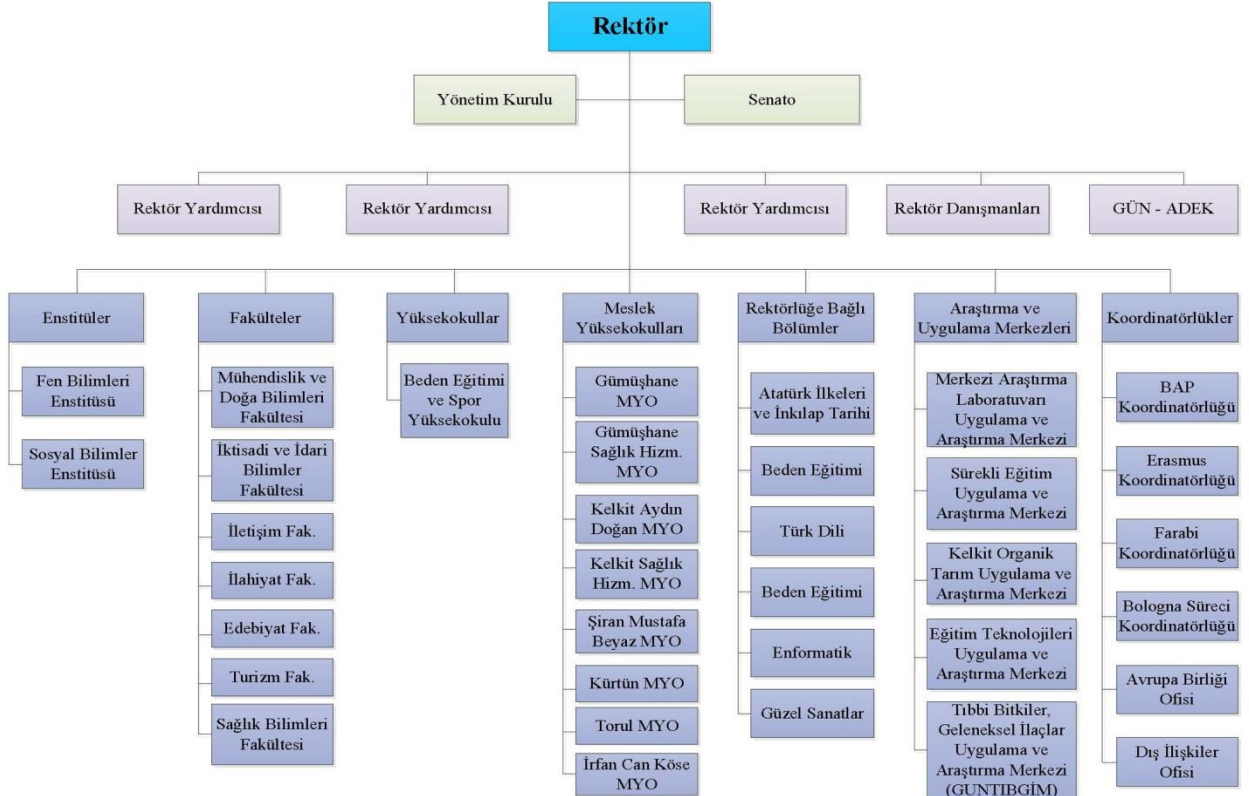 Rektör
Yönetim Kurulu
Senato
Rektör Yardımcısı
Rektör Yardımcısı
Rektör Yardımcısı
Rektör Danışmanları
GÜN - ADEK
Enstitüler
Fen Bilimleri
Enstitüsü
Sosyal Bilimler
Enstitüsü
Fakülteler
Mühendislik ve
Doğa Bilimleri
Fakültesi
İktisadi ve İdari
Bilimler
Fakültesi
İletişim Fak.
İlahiyat Fak.
Edebiyat Fak.
Turizm Fak.
Sağlık Bilimleri
Fakültesi
Yüksekokullar
Beden Eğitimi
ve Spor
Yüksekokulu
Meslek
Yüksekokulları
Gümüşhane
MYO
Gümüşhane
Sağlık Hizm.
MYO
Kelkit Aydın
Doğan MYO
Kelkit Sağlık
Hizm. MYO
Şiran Mustafa
Beyaz MYO
Kürtün MYO
Torul MYO
İrfan Can Köse
MYO
Rektörlüğe Bağlı
Bölümler
Atatürk İlkeleri
ve İnkılap Tarihi
Beden Eğitimi
Türk Dili
Beden Eğitimi
Enformatik
Güzel Sanatlar
Araştırma ve
Uygulama Merkezleri
Merkezi Araştırma
Laboratuvarı
Uygulama ve
Araştırma Merkezi
Sürekli Eğitim
Uygulama ve
Araştırma Merkezi
Kelkit Organik
Tarım Uygulama ve
Araştırma Merkezi
Eğitim Teknolojileri
Uygulama ve
Araştırma Merkezi
Tıbbi Bitkiler,
Geleneksel İlaçlar
Uygulama ve
Araştırma Merkezi
(GUNTIBGİM)
Koordinatörlükler
BAP
Koordinatörlüğü
Erasmus
Koordinatörlüğü
Farabi
Koordinatörlüğü
Bologna Süreci
Koordinatörlüğü
Avrupa Birliği
Ofisi
Dış İlişkiler
Ofisi